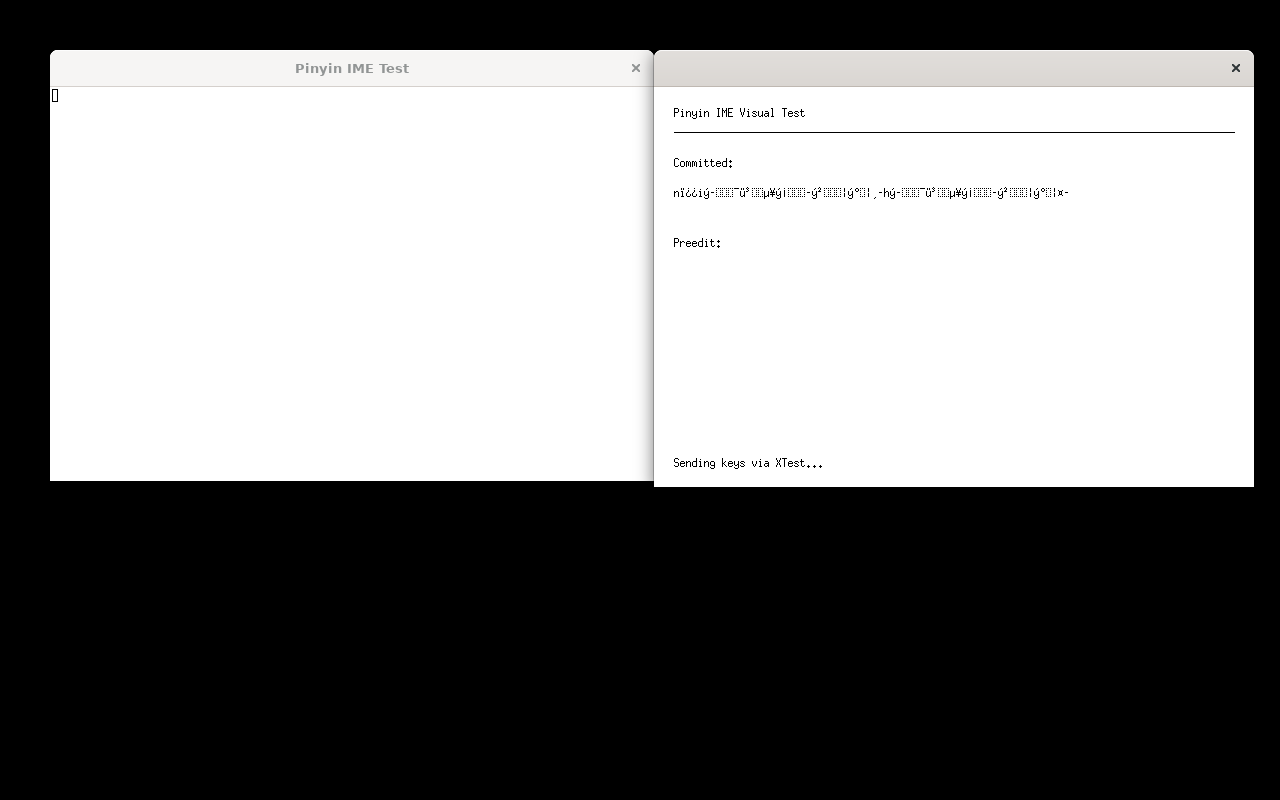 Pinyin IME Test
Pinyin IME Visual Test
Committed:
Preedit:
Sending keys via XTest...